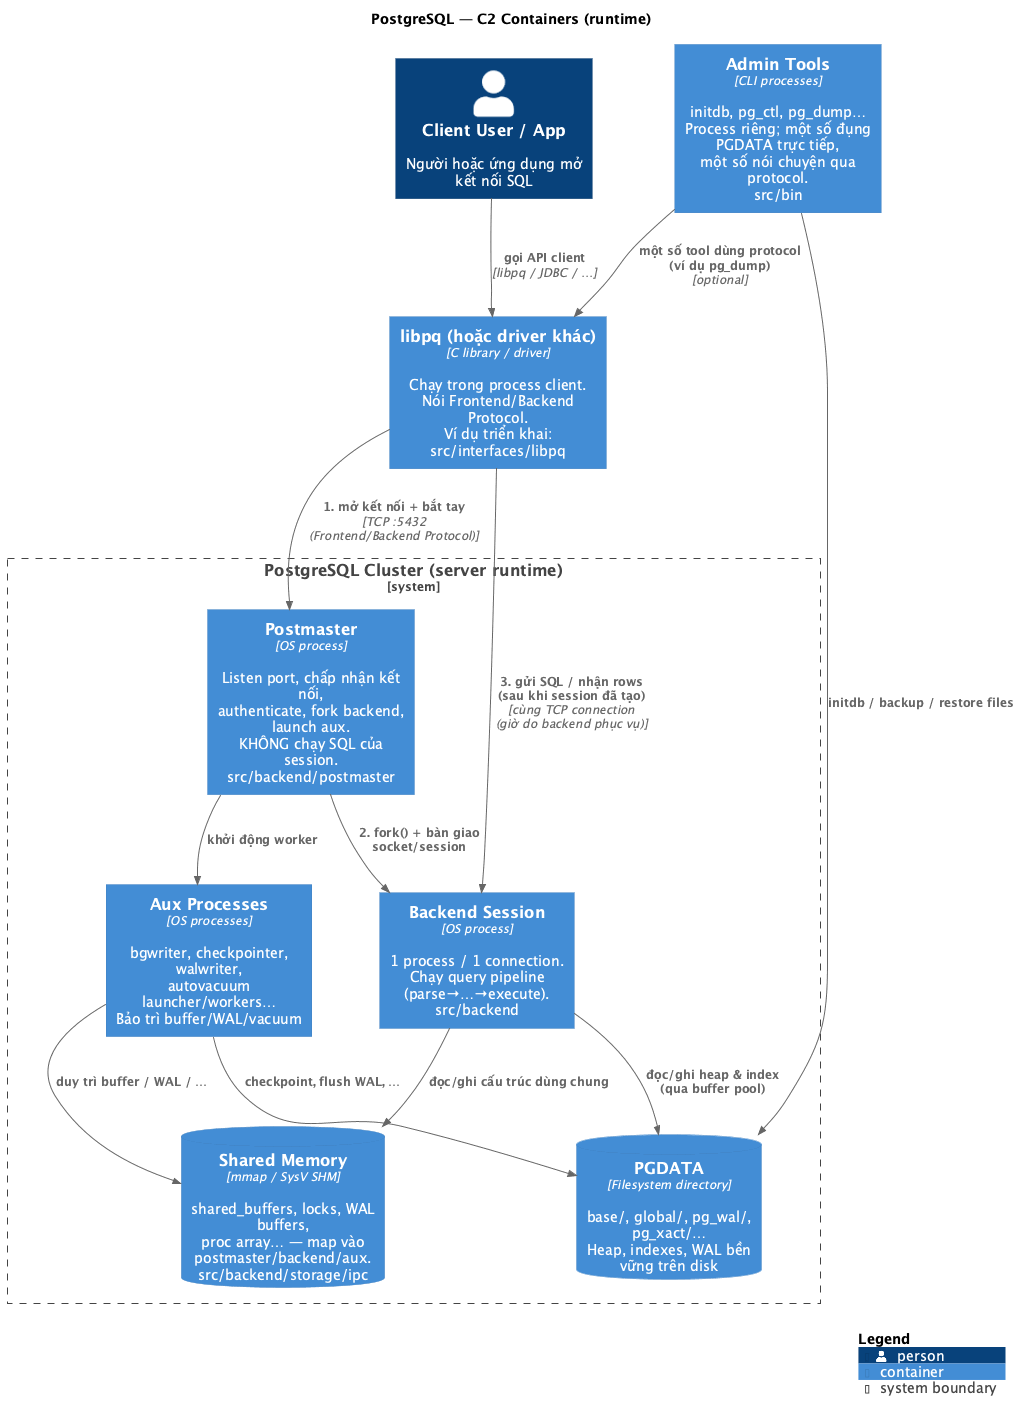 PostgreSQL — C2 Containers (runtime)
Client User / App
Người hoặc ứng dụng mở
kết nối SQL
Admin Tools
[CLI processes]
initdb, pg_ctl, pg_dump…
Process riêng; một số đụng
PGDATA trực tiếp,
một số nói chuyện qua
protocol.
src/bin
gọi API client
[libpq / JDBC / …]
một số tool dùng protocol
(ví dụ pg_dump)
[optional]
libpq (hoặc driver khác)
[C library / driver]
Chạy trong process client.
Nói Frontend/Backend
Protocol.
Ví dụ triển khai:
src/interfaces/libpq
1. mở kết nối + bắt tay
[TCP :5432
(Frontend/Backend Protocol)]
PostgreSQL Cluster (server runtime)
[system]
Postmaster
[OS process]
Listen port, chấp nhận kết
nối,
authenticate, fork backend,
launch aux.
KHÔNG chạy SQL của
session.
src/backend/postmaster
3. gửi SQL / nhận rows
(sau khi session đã tạo)
[cùng TCP connection
(giờ do backend phục vụ)]
initdb / backup / restore files
khởi động worker
2. fork() + bàn giao
socket/session
Aux Processes
[OS processes]
bgwriter, checkpointer,
walwriter,
autovacuum
launcher/workers…
Bảo trì buffer/WAL/vacuum
Backend Session
[OS process]
1 process / 1 connection.
Chạy query pipeline
(parse→…→execute).
src/backend
duy trì buffer / WAL / …
checkpoint, flush WAL, …
đọc/ghi cấu trúc dùng chung
đọc/ghi heap & index
(qua buffer pool)
Shared Memory
[mmap / SysV SHM]
shared_buffers, locks, WAL
buffers,
proc array… — map vào
postmaster/backend/aux.
src/backend/storage/ipc
PGDATA
[Filesystem directory]
base/, global/, pg_wal/,
pg_xact/…
Heap, indexes, WAL bền
vững trên disk
Legend
person
container
system boundary